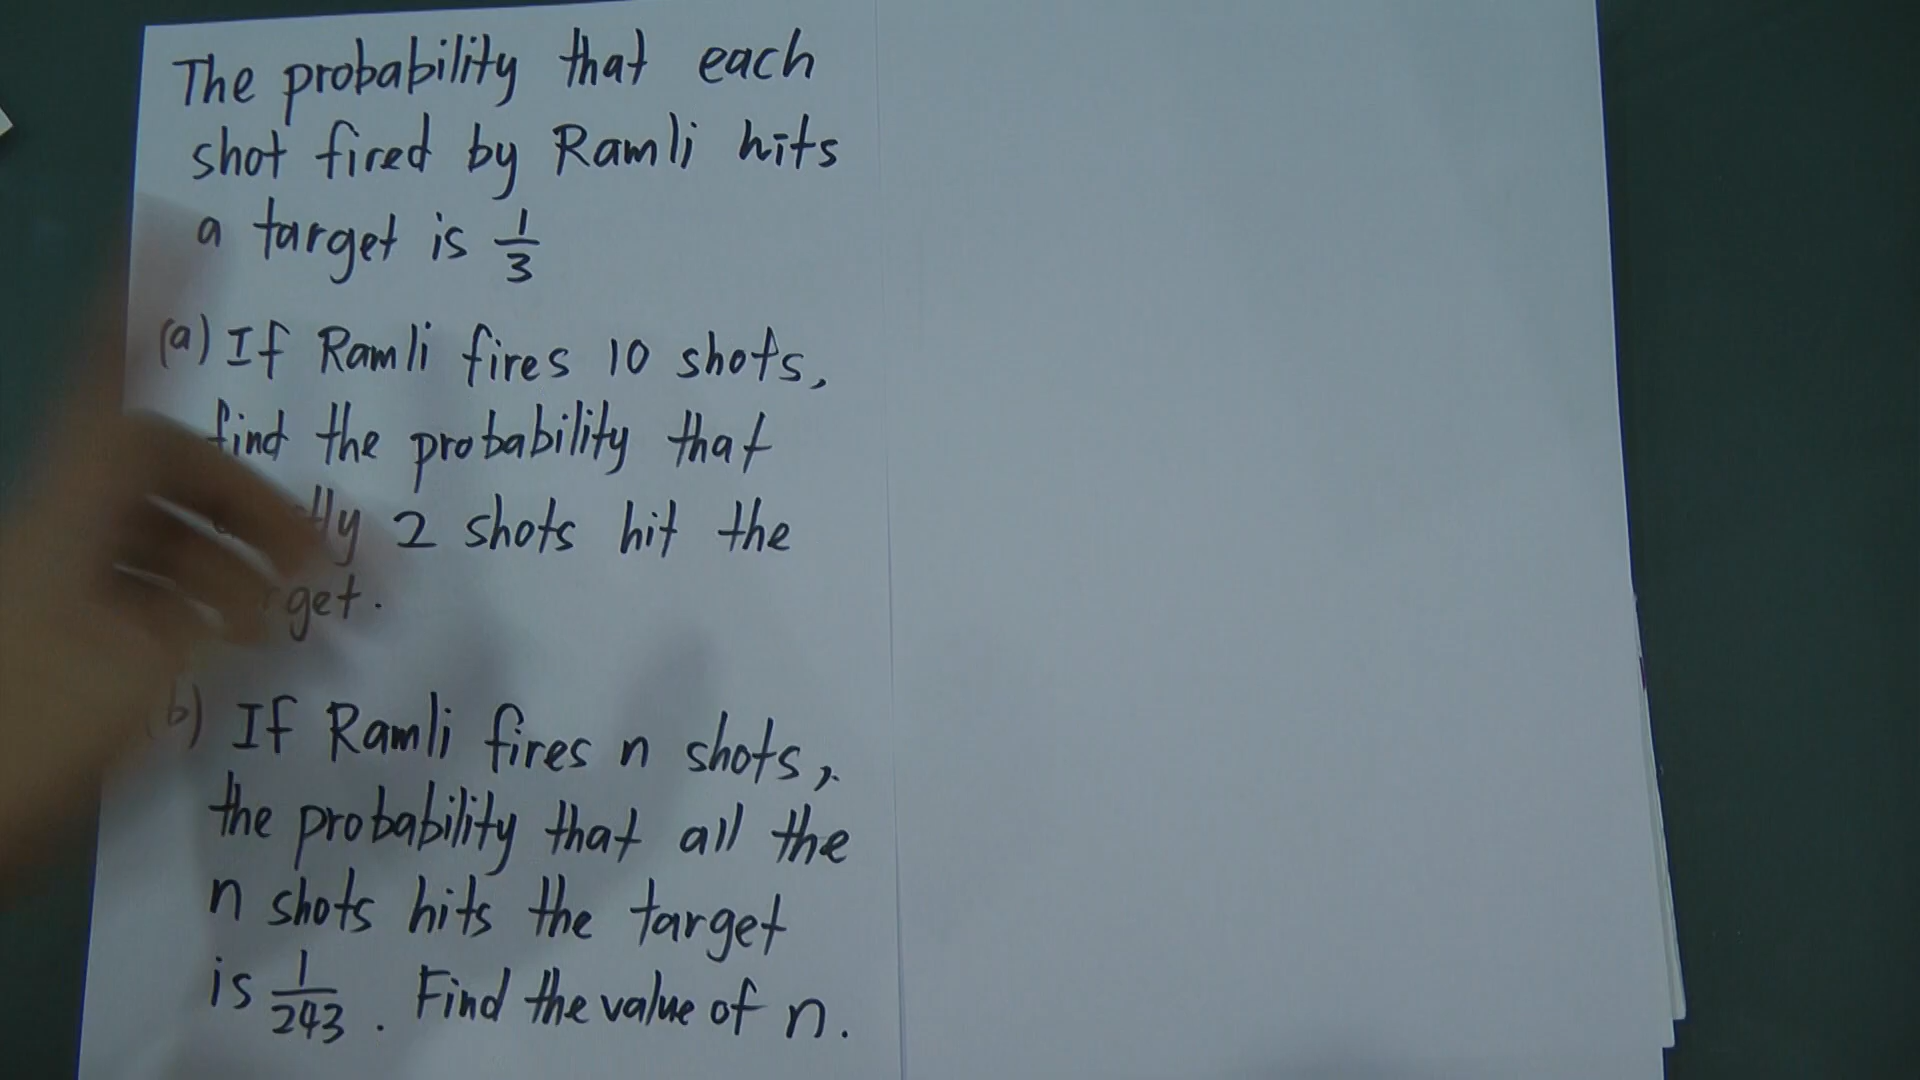 The probability that each
shot fired by Ramli hits
a target is 1/3
(a) If Ramli fires 10 shots,
find the probability that
2 shots hit the
get.
b) If Ramli fires n shots,
the probability that all the
n shots hits the target
is 1/243. Find the value of n.